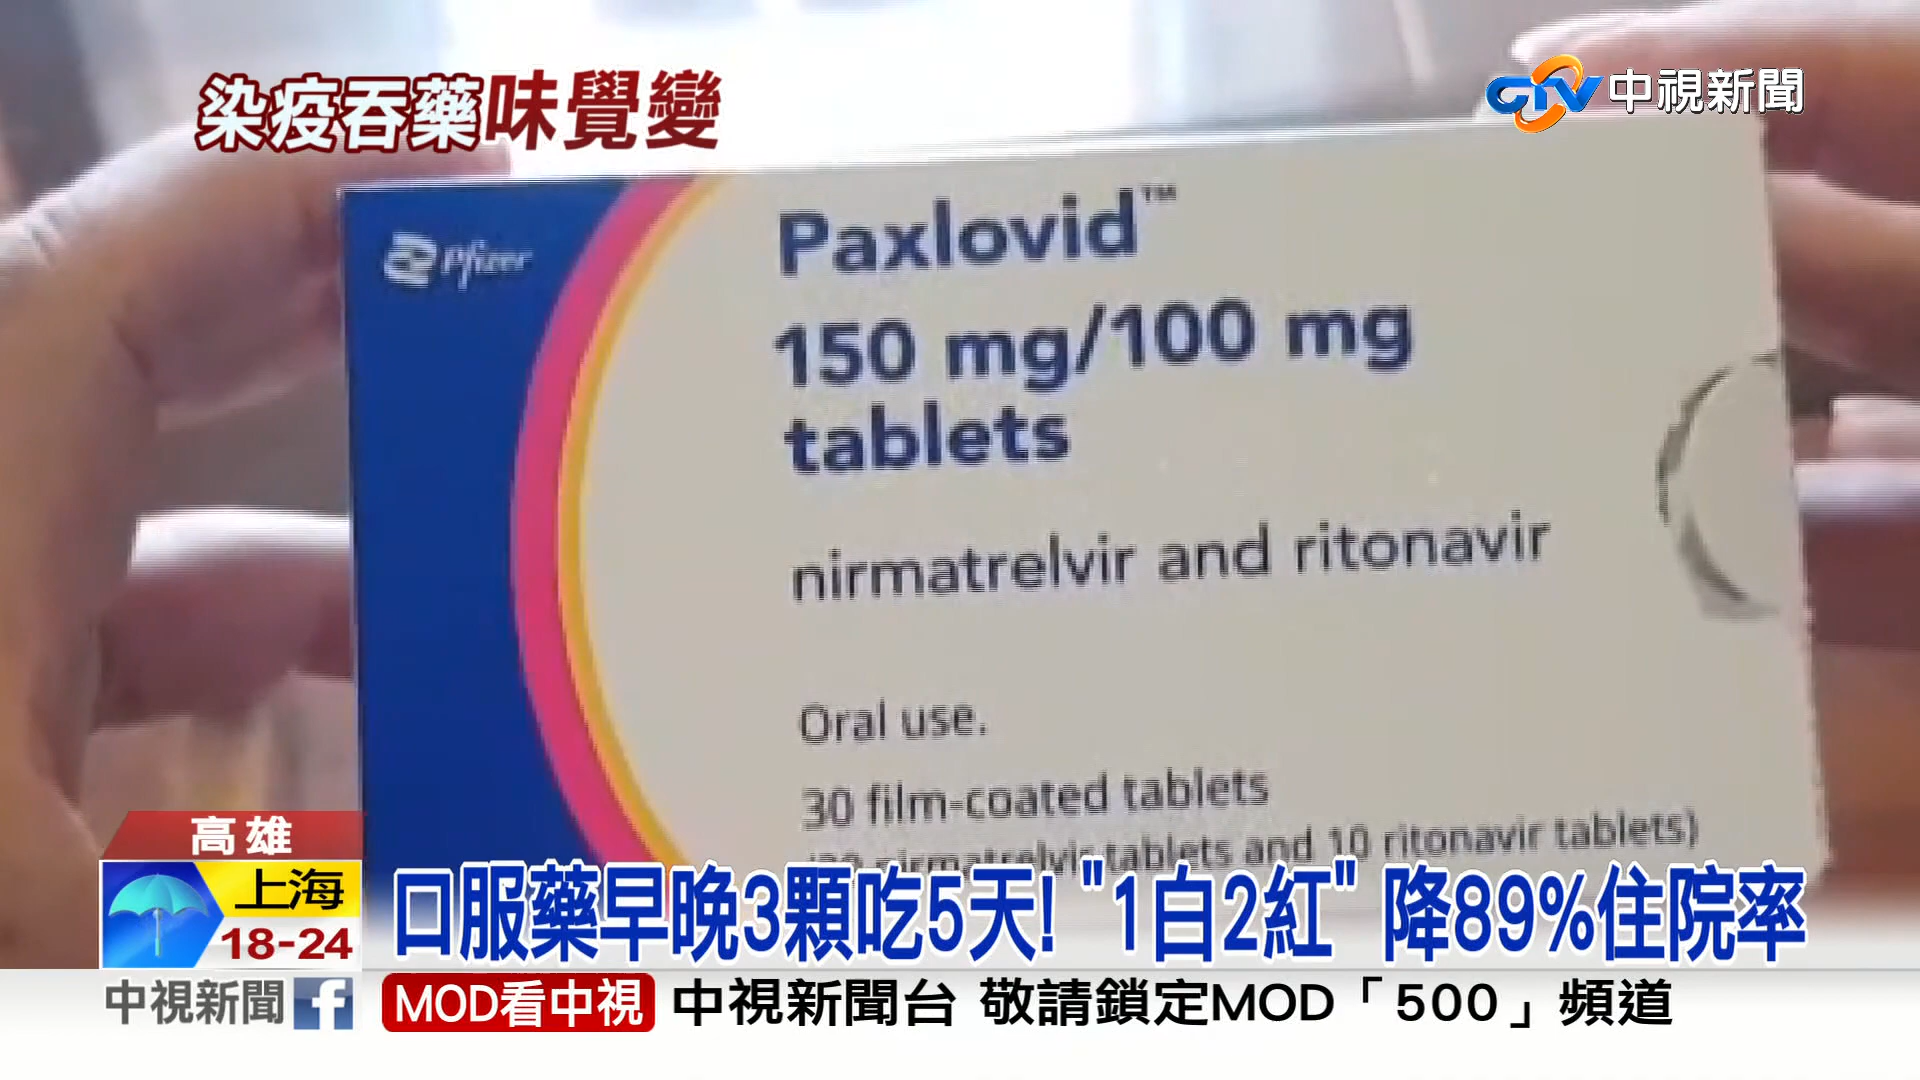 染疫吞藥味覺變
CTV 中視新聞
Pfizer
Paxlovid™
150 mg/100 mg
tablets
nirmatrelvir and ritonavir
Oral use.
30 film-coated tablets
nirmatrelvir tablets and 10 ritonavir tablets)
高雄
上海
18-24
口服藥早晚3顆吃5天! "1白2紅" 降89%住院率
中視新聞 f
MOD看中視 中視新聞台 敬請鎖定MOD「500」頻道